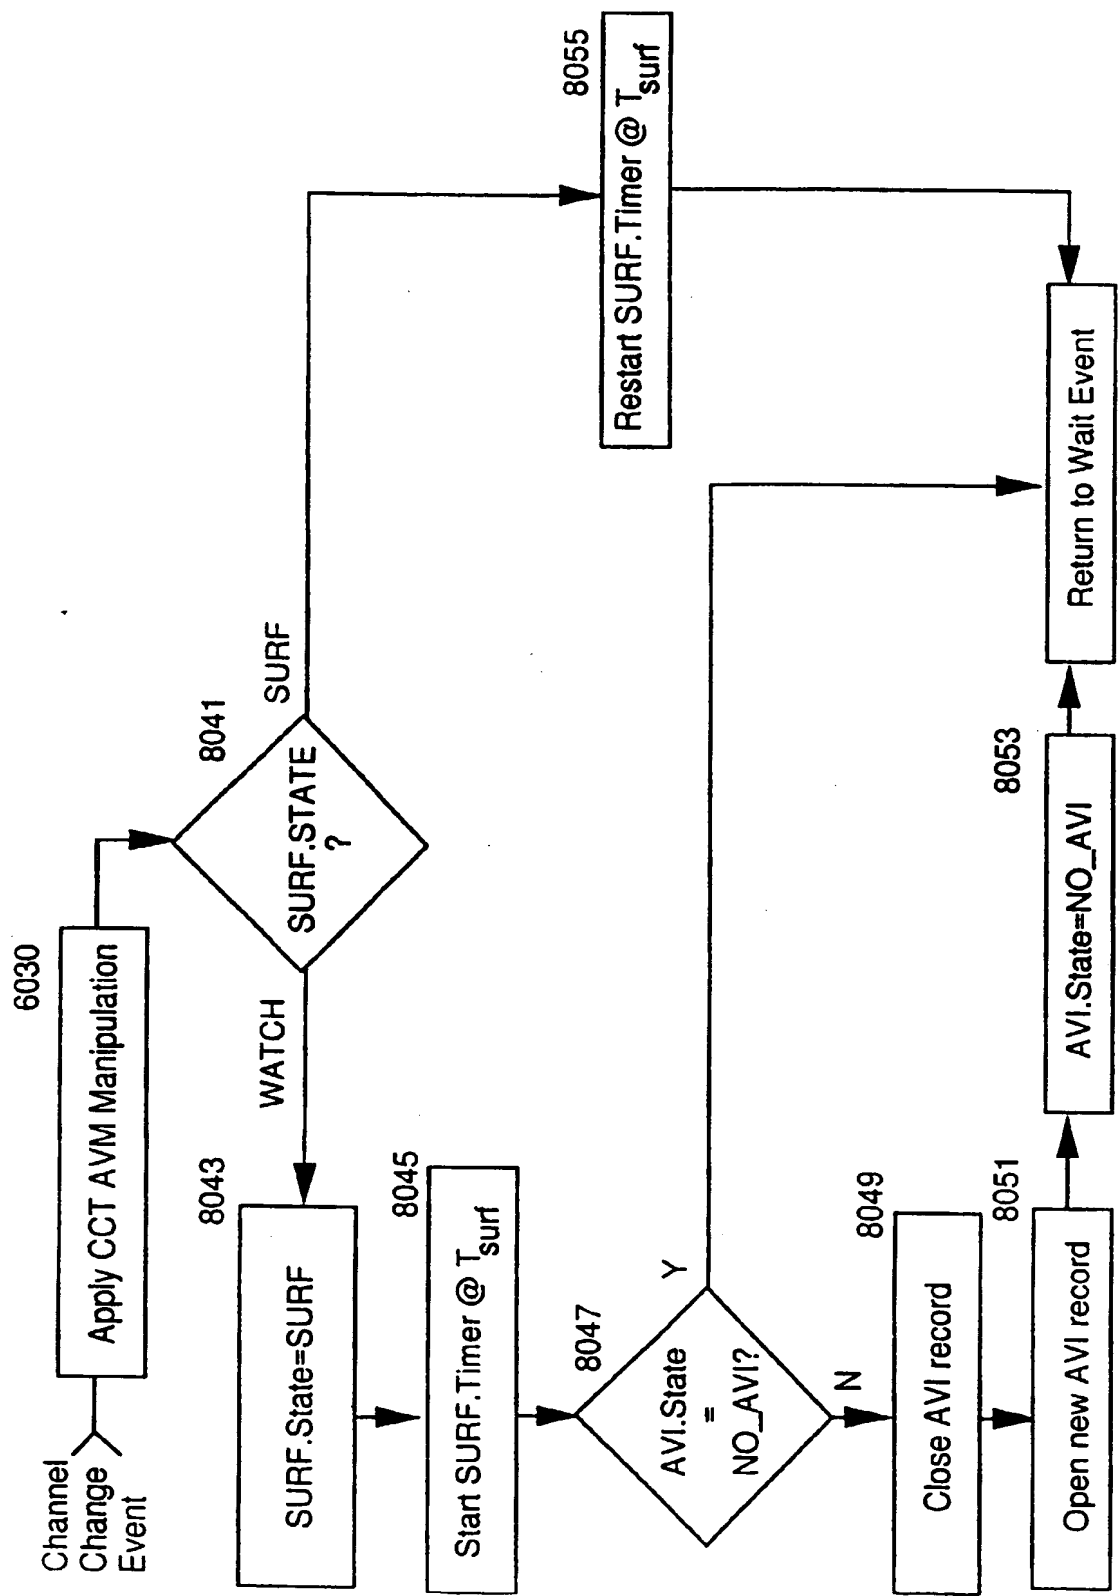 Channel
Change
Event
6030
Apply CCT AVM Manipulation
8041
SURF.STATE
?
SURF
WATCH
8043
SURF.State=SURF
8045
Start SURF.Timer @ Tsurf
8055
Restart SURF.Timer @ Tsurf
8047
AVI.State
=
NO_AVI?
Y
N
8049
Close AVI record
8051
Open new AVI record
8053
AVI.State=NO_AVI
Return to Wait Event